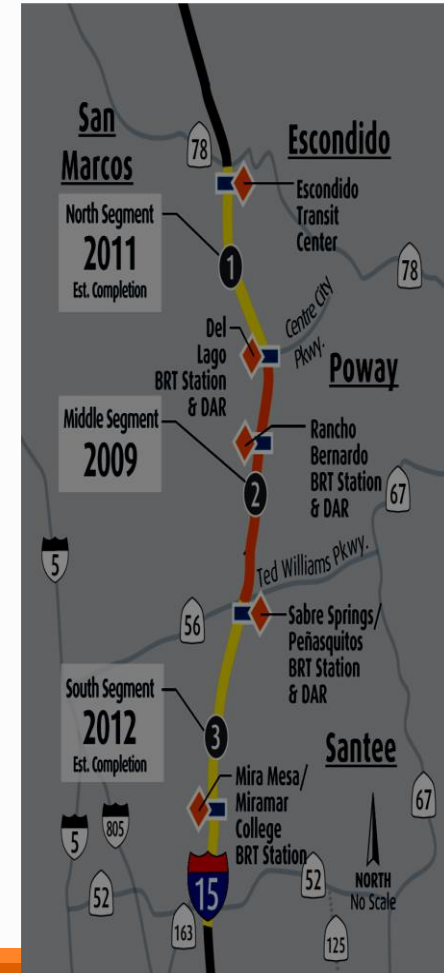 San
Marcos
78
Escondido
Escondido
Transit
Center
North Segment
2011
Est. Completion
1
78
Centre City
Pkwy.
Del
Lago
BRT Station
& DAR
Poway
Middle Segment
2009
Rancho
Bernardo
BRT Station
& DAR
67
2
5
Ted Williams Pkwy.
56
Sabre Springs/
Peñasquitos
BRT Station
& DAR
South Segment
2012
Est. Completion
3
Santee
Mira Mesa/
Miramar
College
BRT Station
67
5
805
15
52
52
NORTH
No Scale
163
125